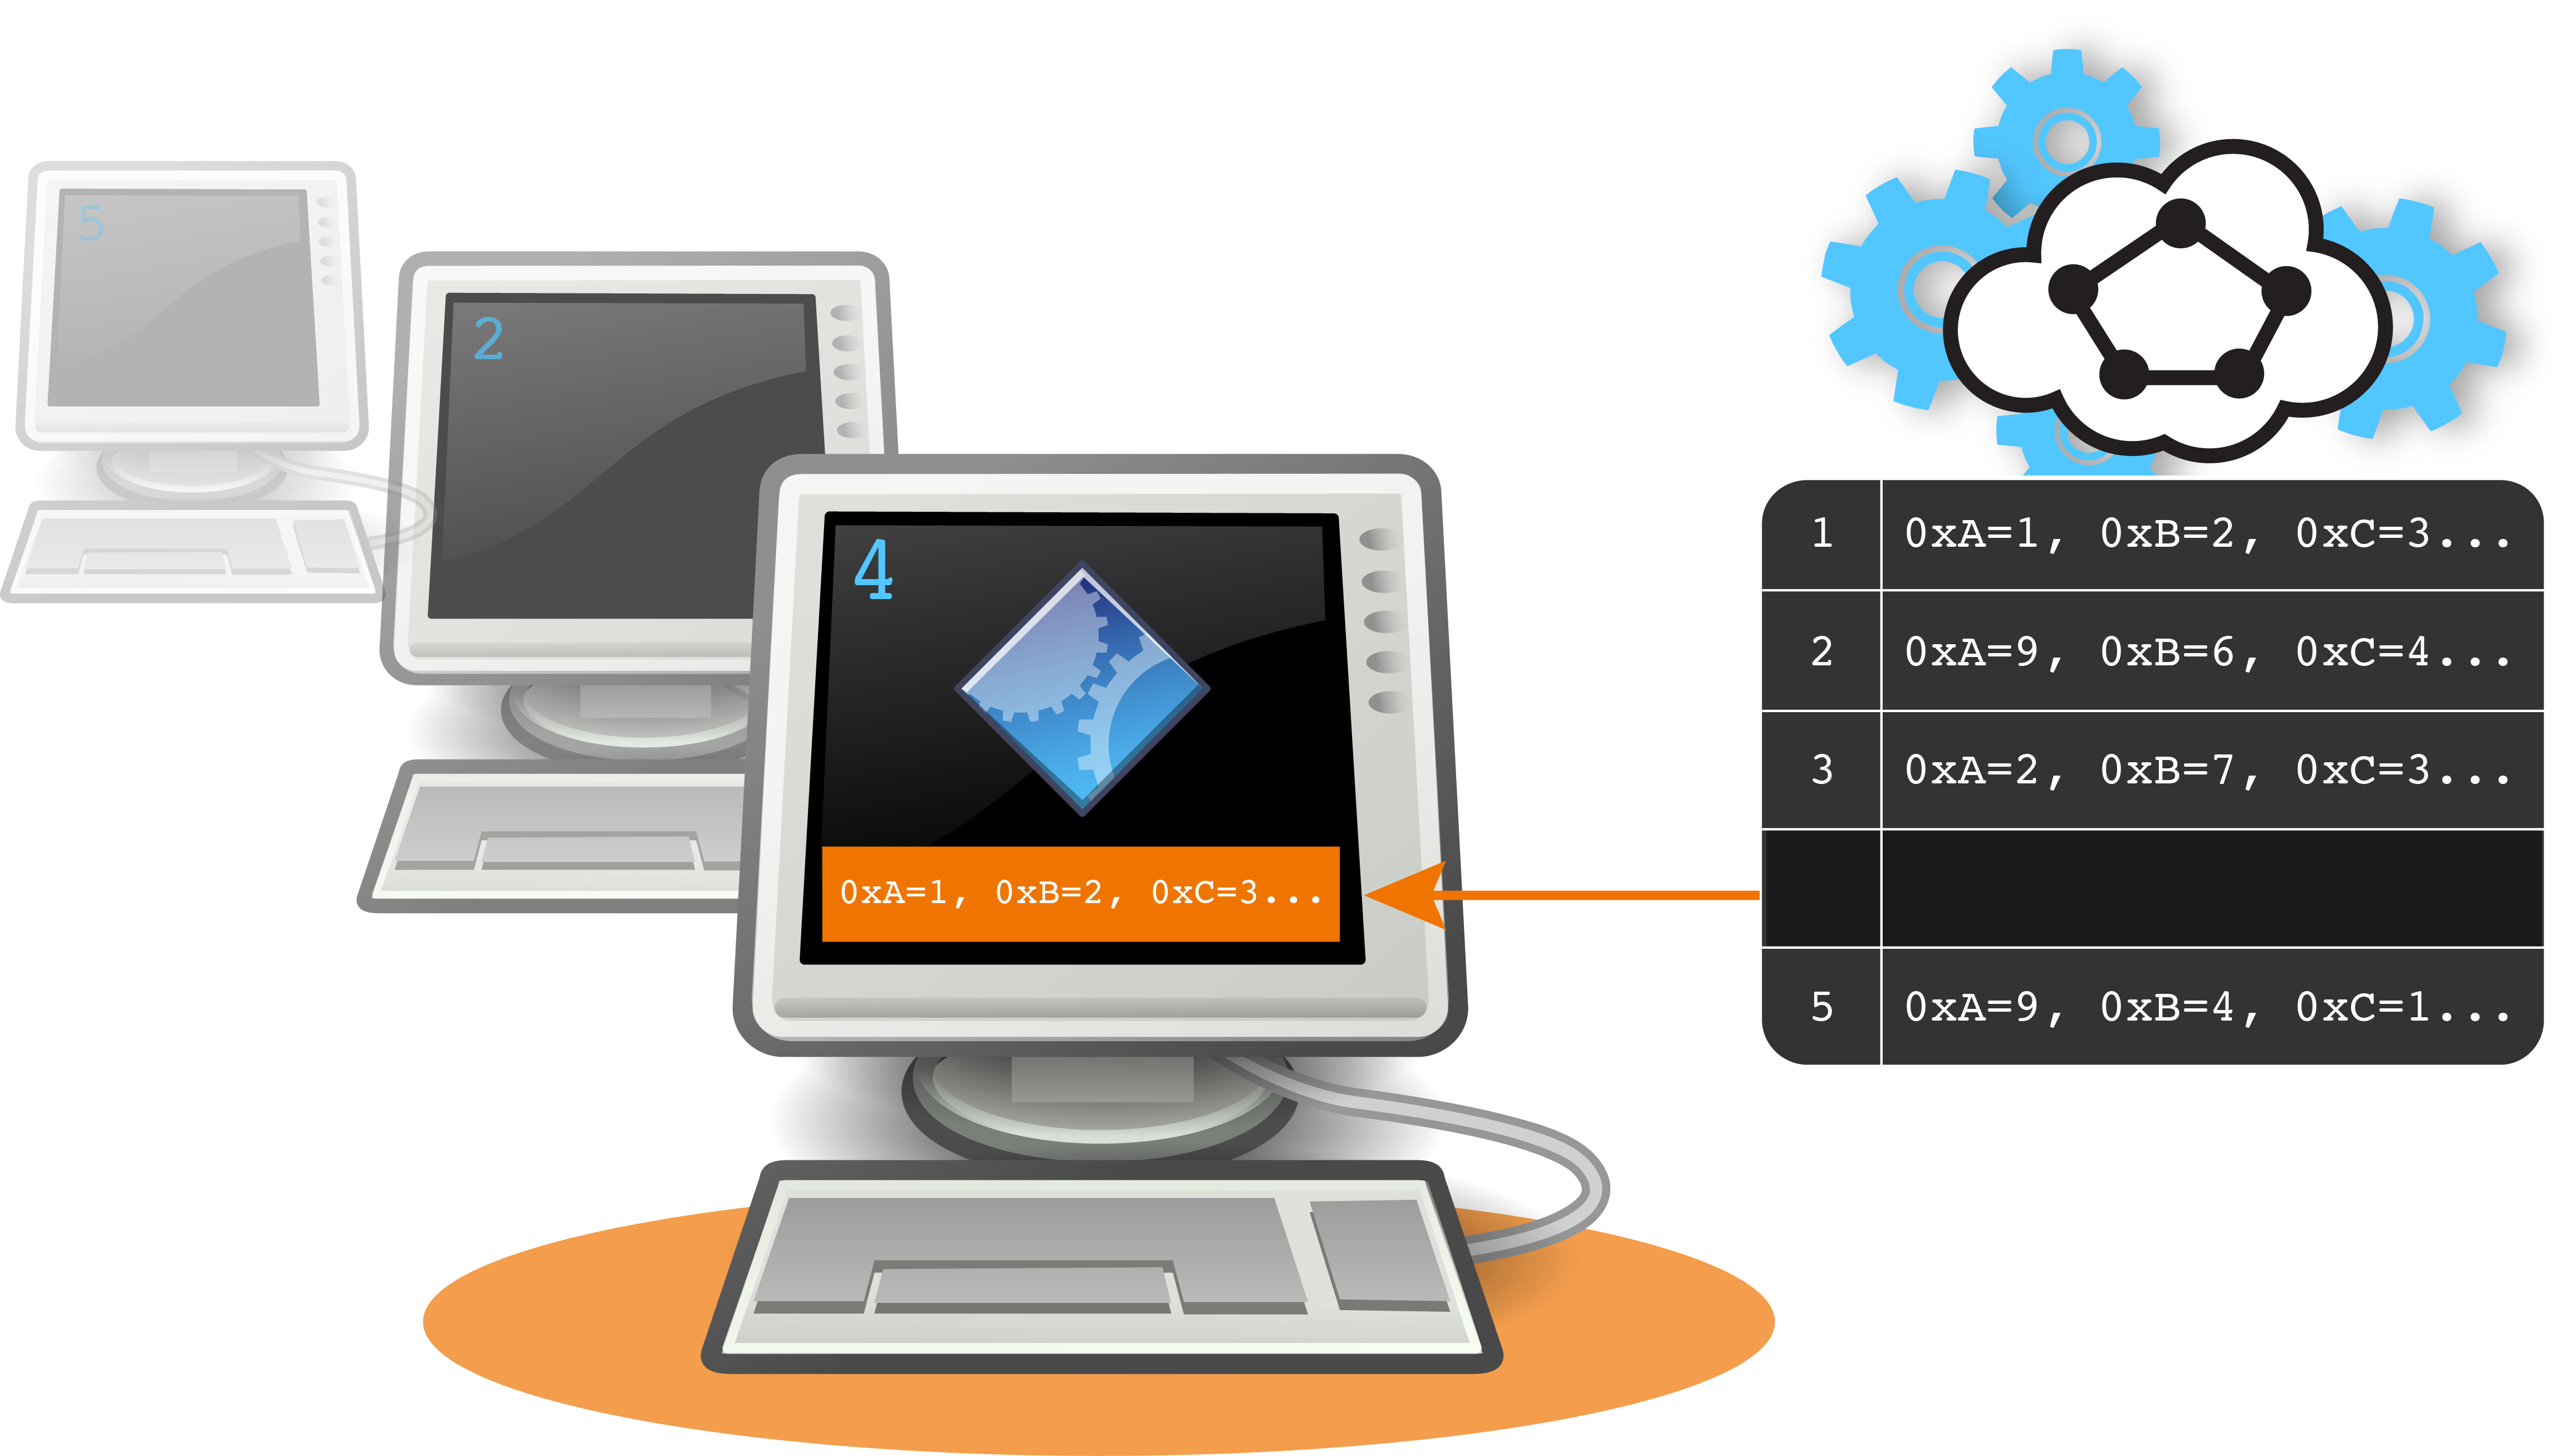 5
2
4
0xA=1, 0xB=2, 0xC=3...
1 0xA=1, 0xB=2, 0xC=3...
2 0xA=9, 0xB=6, 0xC=4...
3 0xA=2, 0xB=7, 0xC=3...
5 0xA=9, 0xB=4, 0xC=1...